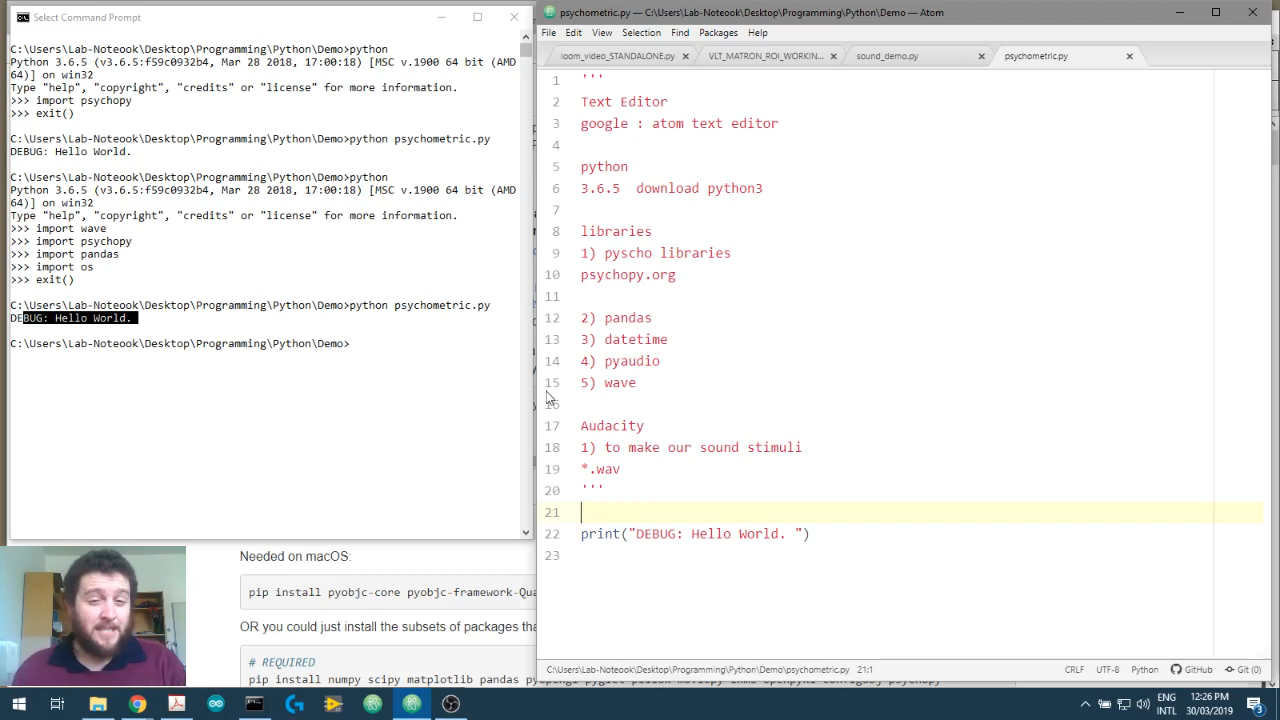 Select Command Prompt
C:\Users\Lab-Noteook\Desktop\Programming\Python\Demo>python
Python 3.6.5 (v3.6.5:f59c0932b4, Mar 28 2018, 17:00:18) [MSC v.1900 64 bit (AMD
64)] on win32
Type "help", "copyright", "credits" or "license" for more information.
>>> import psychopy
>>> exit()
C:\Users\Lab-Noteook\Desktop\Programming\Python\Demo>python psychometric.py
DEBUG: Hello World.
C:\Users\Lab-Noteook\Desktop\Programming\Python\Demo>python
Python 3.6.5 (v3.6.5:f59c0932b4, Mar 28 2018, 17:00:18) [MSC v.1900 64 bit (AMD
64)] on win32
Type "help", "copyright", "credits" or "license" for more information.
>>> import wave
>>> import psychopy
>>> import pandas
>>> import os
>>> exit()
C:\Users\Lab-Noteook\Desktop\Programming\Python\Demo>python psychometric.py
DEBUG: Hello World.
C:\Users\Lab-Noteook\Desktop\Programming\Python\Demo>
psychometric.py — C:\Users\Lab-Noteook\Desktop\Programming\Python\Demo — Atom
File Edit View Selection Find Packages Help
loom_video_STANDALONE.py VLT_MATRON_ROI_WORKIN... sound_demo.py psychometric.py
1 '''
2 Text Editor
3 google : atom text editor
4
5 python
6 3.6.5 download python3
7
8 libraries
9 1) pyscho libraries
10 psychopy.org
11
12 2) pandas
13 3) datetime
14 4) pyaudio
15 5) wave
16
17 Audacity
18 1) to make our sound stimuli
19 *.wav
20 '''
21
22 print("DEBUG: Hello World. ")
23
C:\Users\Lab-Noteook\Desktop\Programming\Python\Demo\psychometric.py 21:1 CRLF UTF-8 Python GitHub Git (0)
Needed on macOS:
pip install pyobjc-core pyobjc-framework-Qua
OR you could just install the subsets of packages tha
# REQUIRED
pip install numpy scipy matplotlib pandas
ENG
INTL
12:26 PM
30/03/2019
3